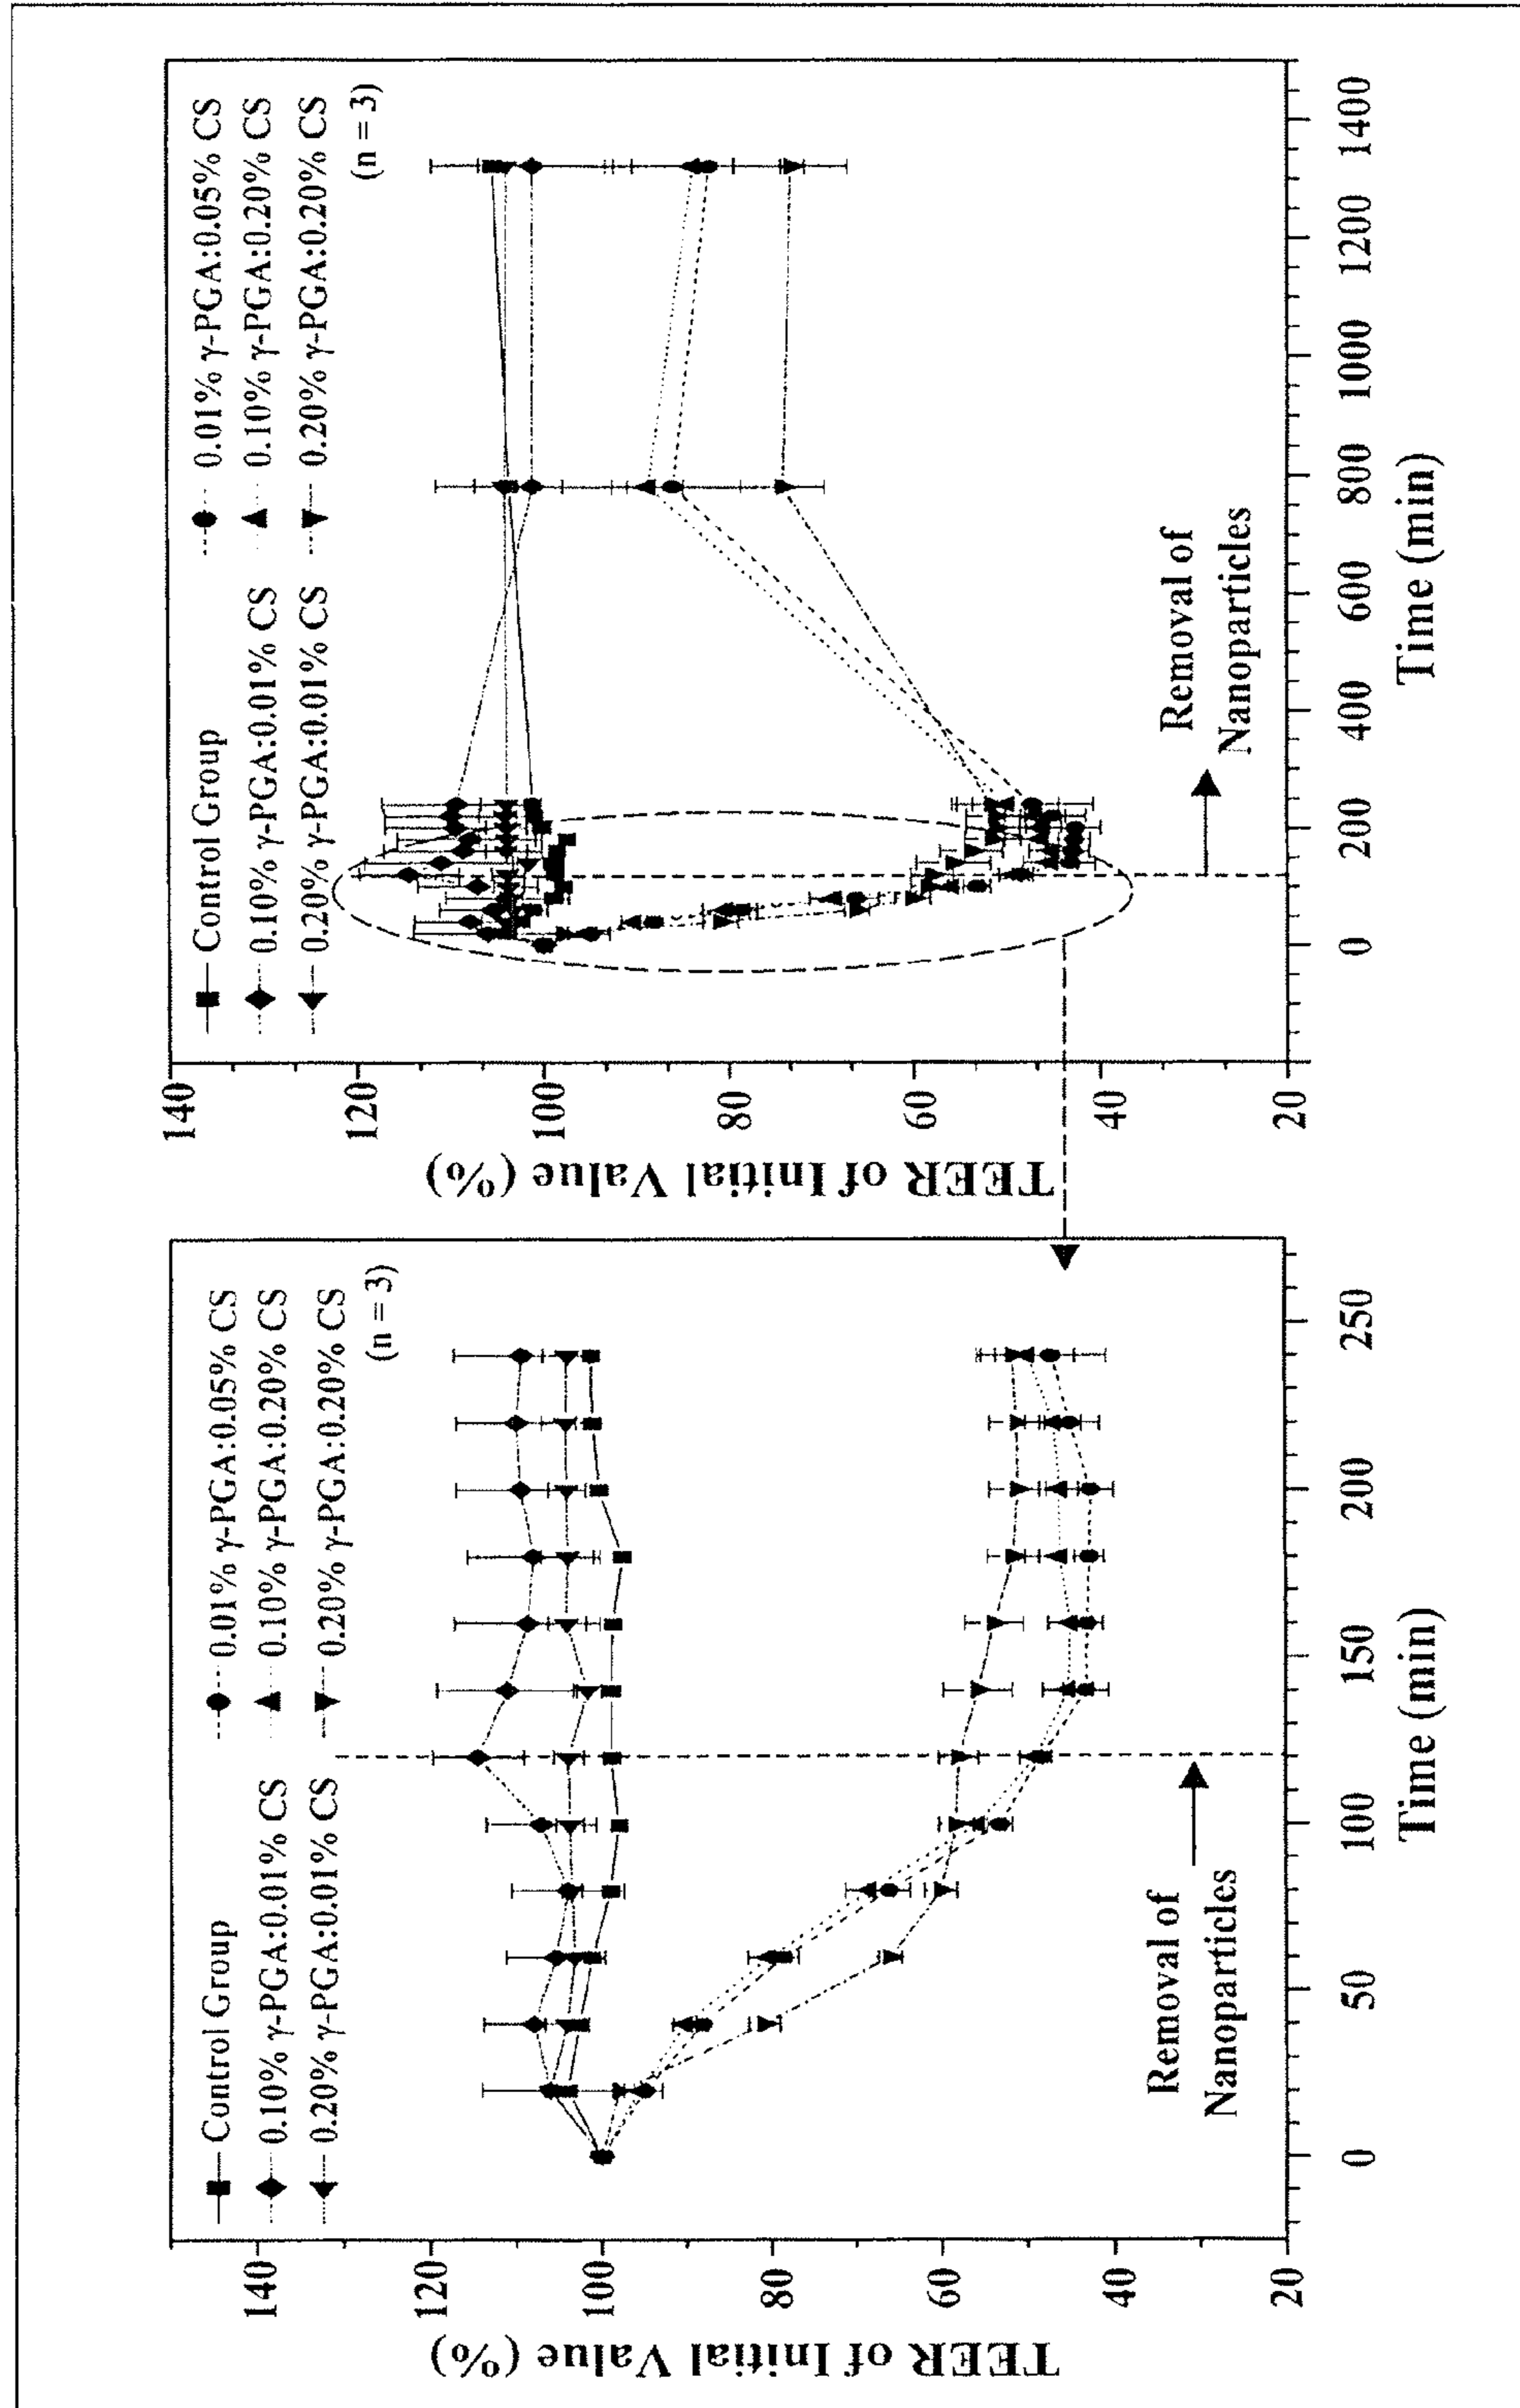 TEER of Initial Value (%)
140
120
100
80
60
40
20
Control Group
0.10% γ-PGA:0.01% CS
0.20% γ-PGA:0.01% CS
0.01% γ-PGA:0.05% CS
0.10% γ-PGA:0.20% CS
0.20% γ-PGA:0.20% CS
(n = 3)
Removal of
Nanoparticles
0
50
100
150
200
250
Time (min)
TEER of Initial Value (%)
140
120
100
80
60
40
20
Control Group
0.10% γ-PGA:0.01% CS
0.20% γ-PGA:0.01% CS
0.01% γ-PGA:0.05% CS
0.10% γ-PGA:0.20% CS
0.20% γ-PGA:0.20% CS
(n = 3)
Removal of
Nanoparticles
0
200
400
600
800
1000
1200
1400
Time (min)